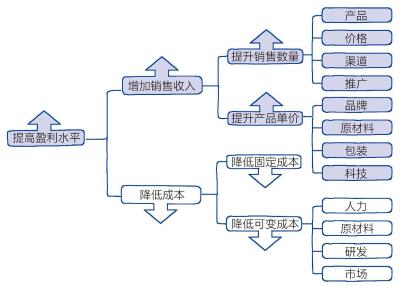 提高盈利水平
增加销售收入
提升销售数量
产品
价格
渠道
推广
提升产品单价
品牌
原材料
包装
科技
降低成本
降低固定成本
降低可变成本
人力
原材料
研发
市场